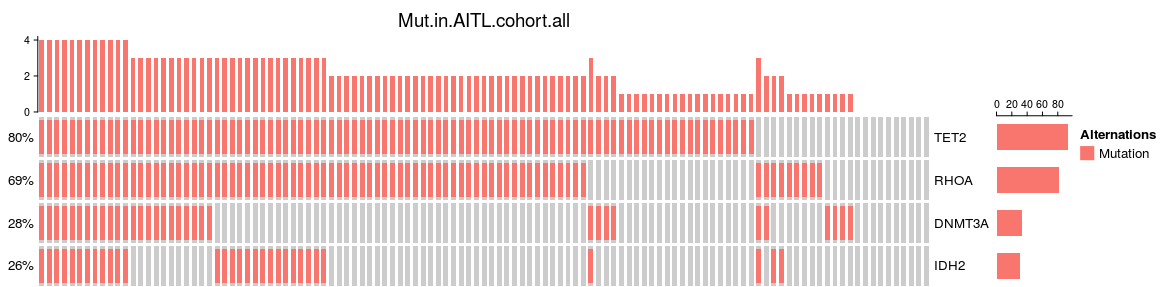 Mut.in.AITL.cohort.all
4
2
0
0 20 40 60 80
80% TET2
Alternations
Mutation
69% RHOA
28% DNMT3A
26% IDH2